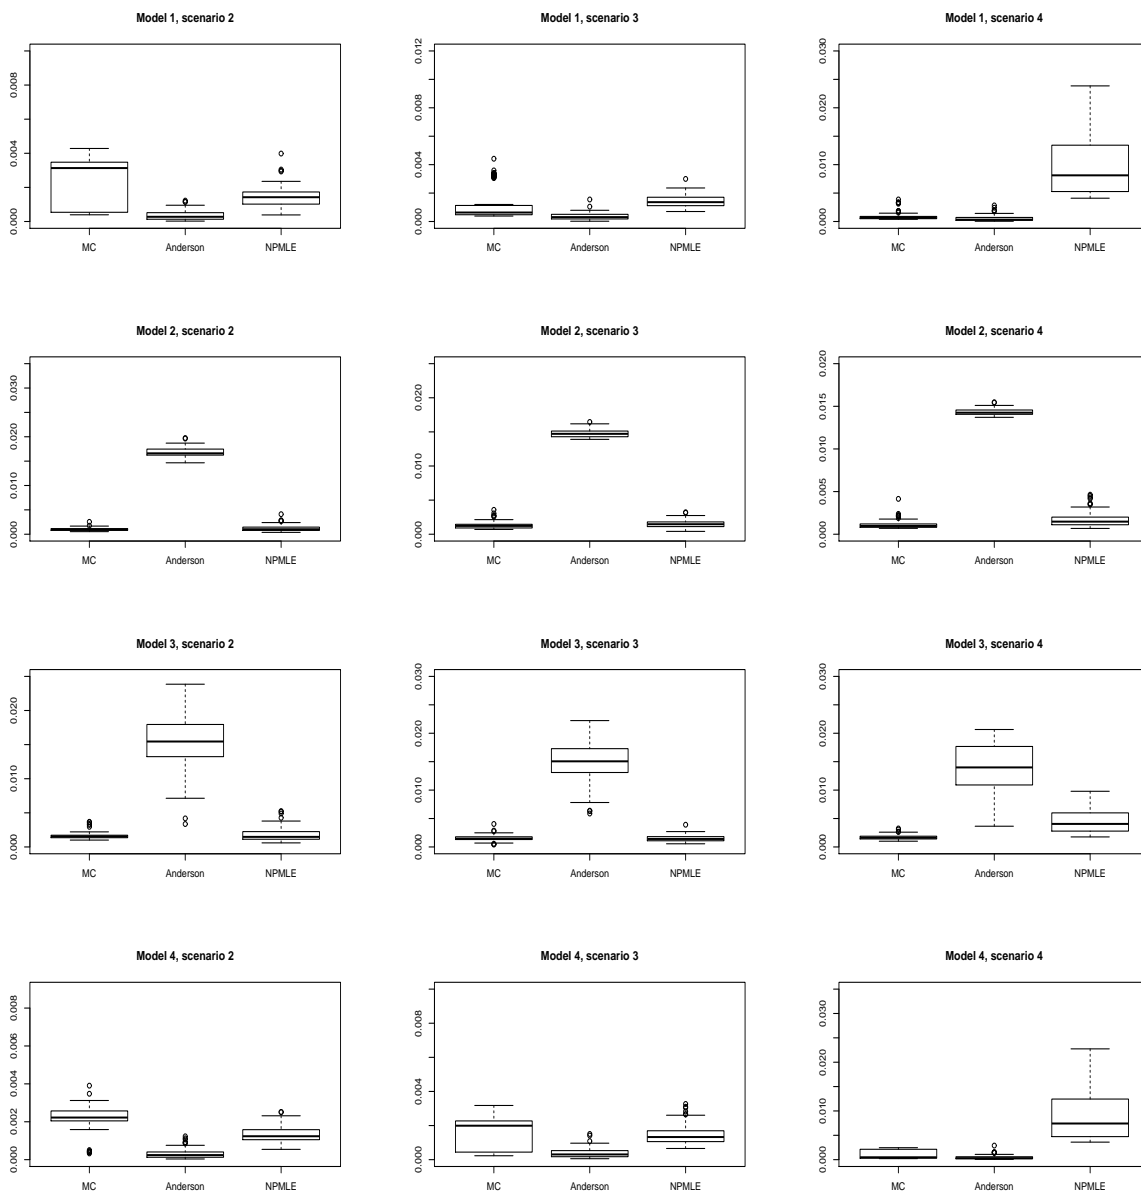 Model 1, scenario 2
0.000
0.004
0.008
MC
Anderson
NPMLE
Model 1, scenario 3
0.000
0.004
0.008
0.012
MC
Anderson
NPMLE
Model 1, scenario 4
0.000
0.010
0.020
0.030
MC
Anderson
NPMLE
Model 2, scenario 2
0.000
0.010
0.020
0.030
MC
Anderson
NPMLE
Model 2, scenario 3
0.000
0.010
0.020
MC
Anderson
NPMLE
Model 2, scenario 4
0.000
0.005
0.010
0.015
0.020
MC
Anderson
NPMLE
Model 3, scenario 2
0.000
0.010
0.020
MC
Anderson
NPMLE
Model 3, scenario 3
0.000
0.010
0.020
0.030
MC
Anderson
NPMLE
Model 3, scenario 4
0.000
0.010
0.020
0.030
MC
Anderson
NPMLE
Model 4, scenario 2
0.000
0.002
0.004
0.006
0.008
MC
Anderson
NPMLE
Model 4, scenario 3
0.000
0.004
0.008
MC
Anderson
NPMLE
Model 4, scenario 4
0.000
0.010
0.020
0.030
MC
Anderson
NPMLE